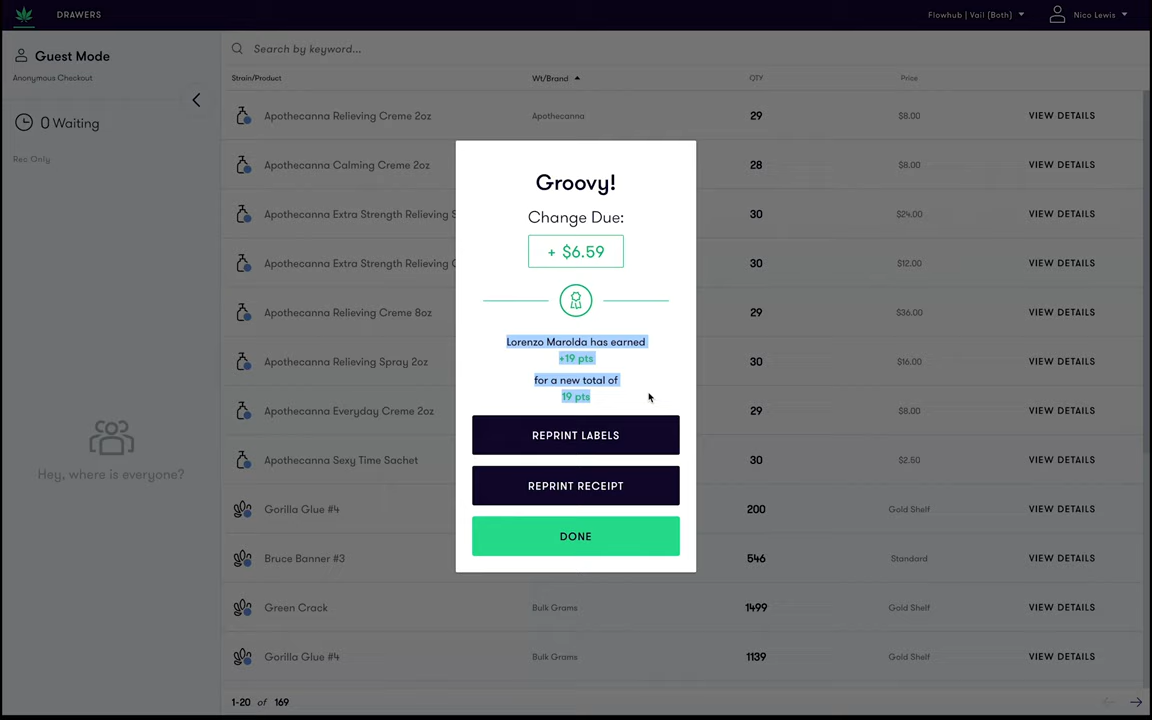 DRAWERS
Flowhub | Vail (Both)
Nico Lewis
Guest Mode
Anonymous Checkout
0 Waiting
Rec Only
Hey, where is everyone?
Search by keyword...
Strain/Product Wt/Brand QTY Price
Apothecanna Relieving Creme 2oz Apothecanna 29 $8.00 VIEW DETAILS
Apothecanna Calming Creme 2oz 28 $8.00 VIEW DETAILS
Apothecanna Extra Strength Relieving S 30 $24.00 VIEW DETAILS
Apothecanna Extra Strength Relieving C 30 $12.00 VIEW DETAILS
Apothecanna Relieving Creme 8oz 29 $36.00 VIEW DETAILS
Apothecanna Relieving Spray 2oz 30 $16.00 VIEW DETAILS
Apothecanna Everyday Creme 2oz 29 $8.00 VIEW DETAILS
Apothecanna Sexy Time Sachet 30 $2.50 VIEW DETAILS
Gorilla Glue #4 200 Gold Shelf VIEW DETAILS
Bruce Banner #3 546 Standard VIEW DETAILS
Green Crack Bulk Grams 1499 Gold Shelf VIEW DETAILS
Gorilla Glue #4 Bulk Grams 1139 Gold Shelf VIEW DETAILS
1-20 of 169
Groovy!
Change Due:
+ $6.59
Lorenzo Marolda has earned
+19 pts
for a new total of
19 pts
REPRINT LABELS
REPRINT RECEIPT
DONE